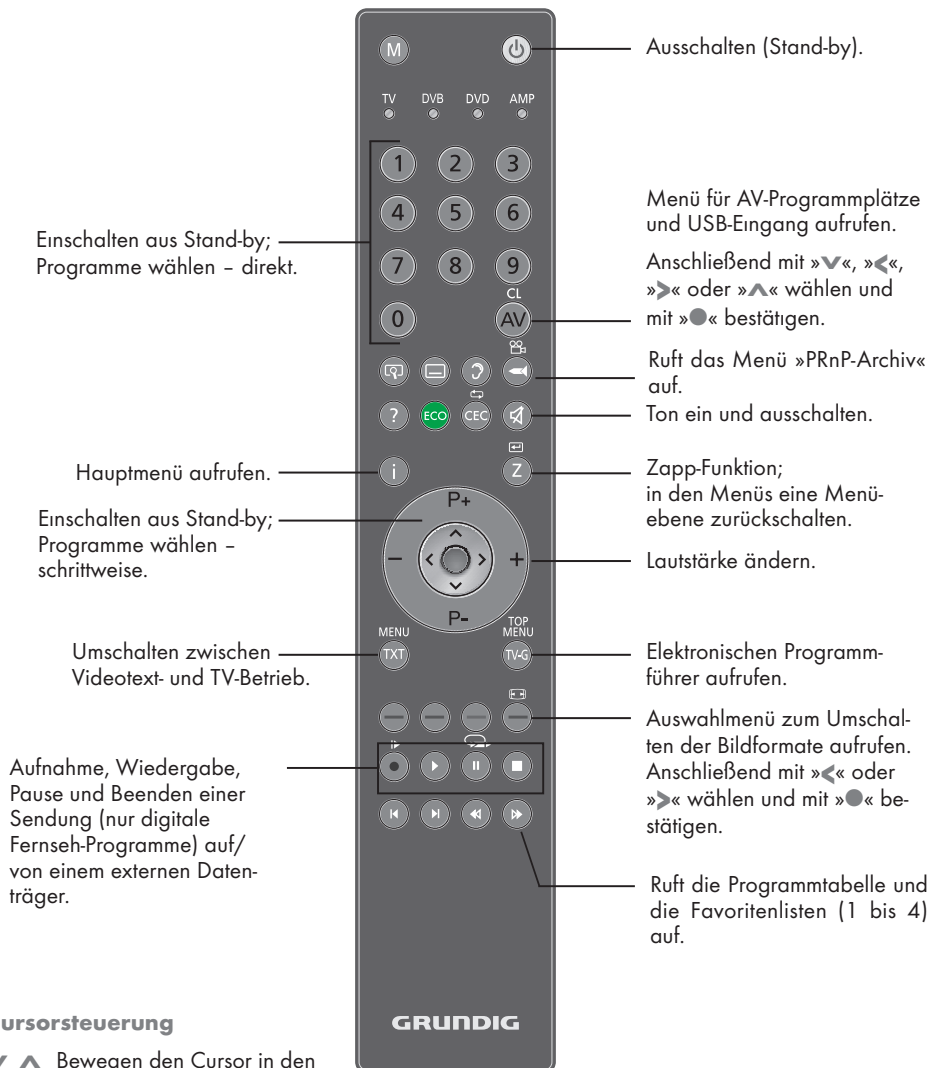 M
Ausschalten (Stand-by).
TV DVB DVD AMP
1 2 3
4 5 6
7 8 9
CL
0 AV
Einschalten aus Stand-by;
Programme wählen – direkt.
Menü für AV-Programmplätze
und USB-Eingang aufrufen.
Anschließend mit »∨«, »<«,
»>« oder »∧« wählen und
mit »●« bestätigen.
Ruft das Menü »PRnP-Archiv«
auf.
? ECO CEC
Ton ein und ausschalten.
Hauptmenü aufrufen.
i Z
Zapp-Funktion;
in den Menüs eine Menü-
ebene zurückschalten.
Einschalten aus Stand-by;
Programme wählen –
schrittweise.
P+
– +
P-
Lautstärke ändern.
MENU
TXT
TOP
MENU
TV-G
Umschalten zwischen
Videotext- und TV-Betrieb.
Elektronischen Programm-
führer aufrufen.
Auswahlmenü zum Umschal-
ten der Bildformate aufrufen.
Anschließend mit »<« oder
»>« wählen und mit »●« be-
stätigen.
Aufnahme, Wiedergabe,
Pause und Beenden einer
Sendung (nur digitale
Fernseh-Programme) auf/
von einem externen Daten-
träger.
Ruft die Programmtabelle und
die Favoritenlisten (1 bis 4)
auf.
GRUNDIG
ursorsteuerung
∨ ∧ Bewegen den Cursor in den